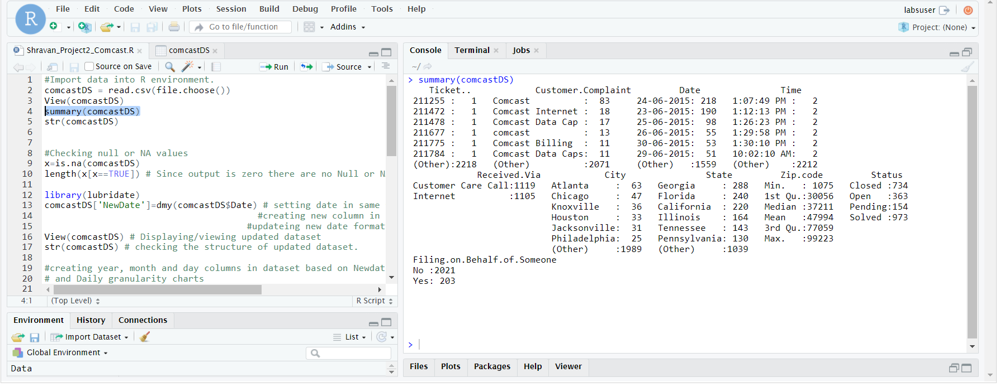 File Edit Code View Plots Session Build Debug Profile Tools Help
labsuser
R
Go to file/function
Addins
Project: (None)
Shravan_Project2_Comcast.R
comcastDS
Source on Save
Run
Source
1 #Import data into R environment.
2 comcastDS = read.csv(file.choose())
3 View(comcastDS)
4 summary(comcastDS)
5 str(comcastDS)
6
7
8 #Checking null or NA values
9 x=is.na(comcastDS)
10 length(x[x==TRUE]) # Since output is zero there are no Null or N
11
12 library(lubridate)
13 comcastDS['NewDate']=dmy(comcastDS$Date) # setting date in same
14 #creating new column in
15 #updateing new date format
16 View(comcastDS) # Displaying/viewing updated dataset
17 str(comcastDS) # checking the structure of updated dataset.
18
19 #creating year, month and day columns in dataset based on Newdat
20 # and Daily granularity charts
21
4:1 (Top Level) R Script
Environment History Connections
Import Dataset List
Global Environment
Data
Console Terminal Jobs
~/
> summary(comcastDS)
Ticket.. Customer.Complaint Date Time
211255 : 1 Comcast : 83 24-06-2015: 218 1:07:49 PM : 2
211472 : 1 Comcast Internet : 18 23-06-2015: 190 1:12:13 PM : 2
211478 : 1 Comcast Data Cap : 17 25-06-2015: 98 1:26:23 PM : 2
211677 : 1 comcast : 13 26-06-2015: 55 1:29:58 PM : 2
211775 : 1 Comcast Billing : 11 30-06-2015: 53 1:30:10 PM : 2
211784 : 1 Comcast Data Caps: 11 29-06-2015: 51 10:02:10 AM: 2
(Other):2218 (Other) :2071 (Other) :1559 (Other) :2212
Received.Via City State Zip.code Status
Customer Care Call:1119 Atlanta : 63 Georgia : 288 Min. : 1075 Closed :734
Internet :1105 Chicago : 47 Florida : 240 1st Qu.:30056 Open :363
Knoxville : 36 California : 220 Median :37211 Pending:154
Houston : 33 Illinois : 164 Mean :47994 Solved :973
Jacksonville: 31 Tennessee : 143 3rd Qu.:77059
Philadelphia: 25 Pennsylvania: 130 Max. :99223
(Other) :1989 (Other) :1039
Filing.on.Behalf.of.Someone
No :2021
Yes: 203
>
Files Plots Packages Help Viewer